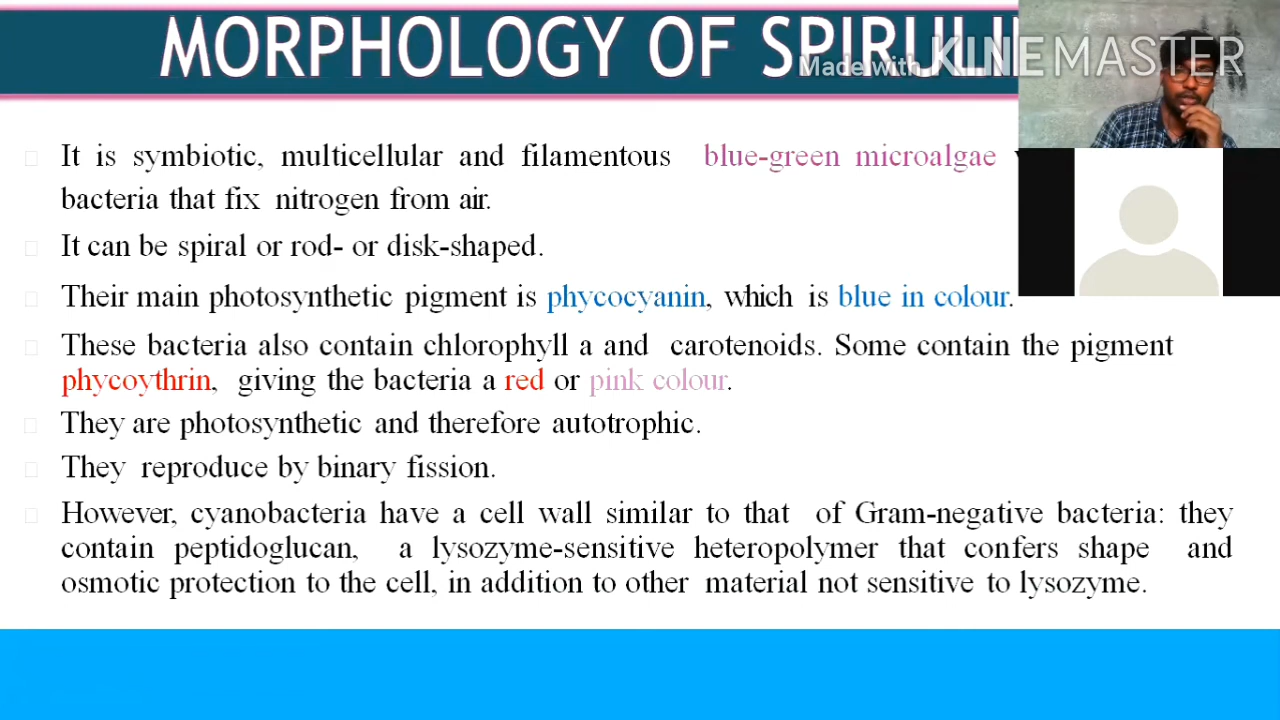 MORPHOLOGY OF SPIRULIN
Made with KINEMASTER
It is symbiotic, multicellular and filamentous blue-green microalgae
bacteria that fix nitrogen from air.
It can be spiral or rod- or disk-shaped.
Their main photosynthetic pigment is phycocyanin, which is blue in colour.
These bacteria also contain chlorophyll a and carotenoids. Some contain the pigment
phycoythrin, giving the bacteria a red or pink colour.
They are photosynthetic and therefore autotrophic.
They reproduce by binary fission.
However, cyanobacteria have a cell wall similar to that of Gram-negative bacteria: they
contain peptidoglucan, a lysozyme-sensitive heteropolymer that confers shape and
osmotic protection to the cell, in addition to other material not sensitive to lysozyme.